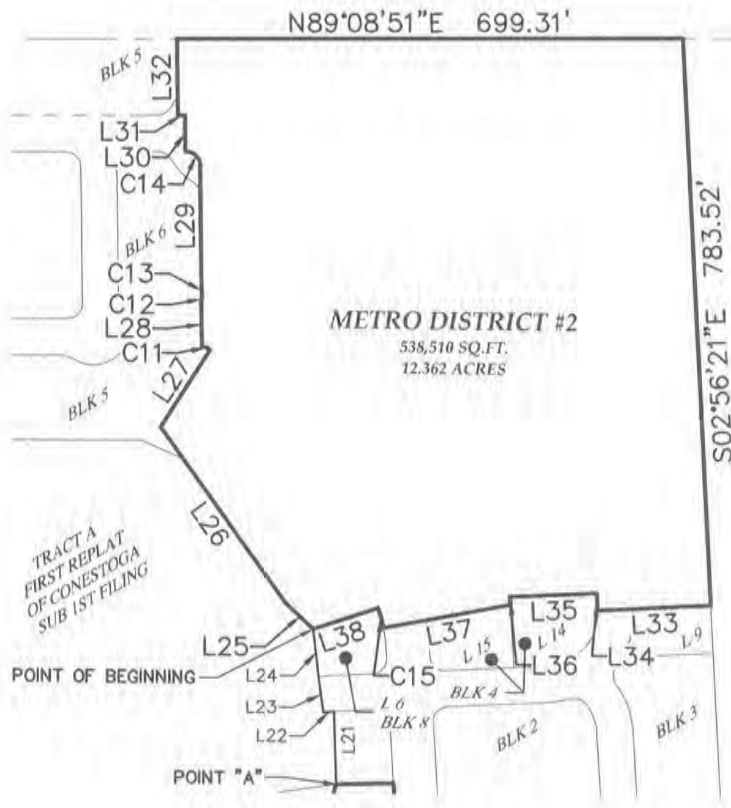 N89°08'51"E 699.31'
BLK 5
L32
L31
L30
C14
L29
BLK 6
C13
C12
L28
C11
L27
BLK 5
METRO DISTRICT #2
538,510 SQ.FT.
12.362 ACRES
S02°56'21"E 783.52'
L26
TRACT A
FIRST REPLAT
OF CONESTOGA
SUB 1ST FILING
L25
L38
L37
L35
L33
L15
L14
L9
POINT OF BEGINNING
L24
C15
L36
L34
BLK 4
L23
L6
BLK 8
L22
L21
BLK 2
BLK 3
POINT "A"